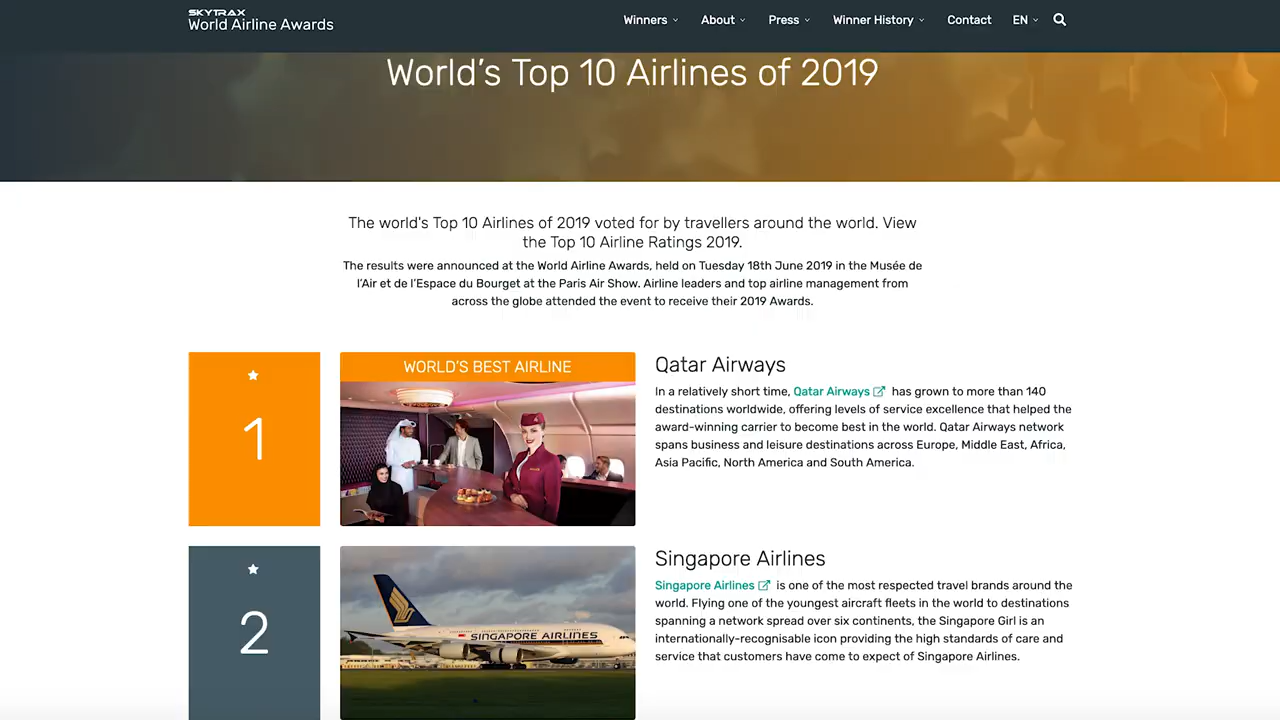 SKYTRAX
World Airline Awards
Winners
About
Press
Winner History
Contact
EN
World's Top 10 Airlines of 2019
The world's Top 10 Airlines of 2019 voted for by travellers around the world. View
the Top 10 Airline Ratings 2019.
The results were announced at the World Airline Awards, held on Tuesday 18th June 2019 in the Musée de
l'Air et de l'Espace du Bourget at the Paris Air Show. Airline leaders and top airline management from
across the globe attended the event to receive their 2019 Awards.
1
WORLD'S BEST AIRLINE
Qatar Airways
In a relatively short time, Qatar Airways has grown to more than 140
destinations worldwide, offering levels of service excellence that helped the
award-winning carrier to become best in the world. Qatar Airways network
spans business and leisure destinations across Europe, Middle East, Africa,
Asia Pacific, North America and South America.
2
SINGAPORE AIRLINES
Singapore Airlines
Singapore Airlines is one of the most respected travel brands around the
world. Flying one of the youngest aircraft fleets in the world to destinations
spanning a network spread over six continents, the Singapore Girl is an
internationally-recognisable icon providing the high standards of care and
service that customers have come to expect of Singapore Airlines.